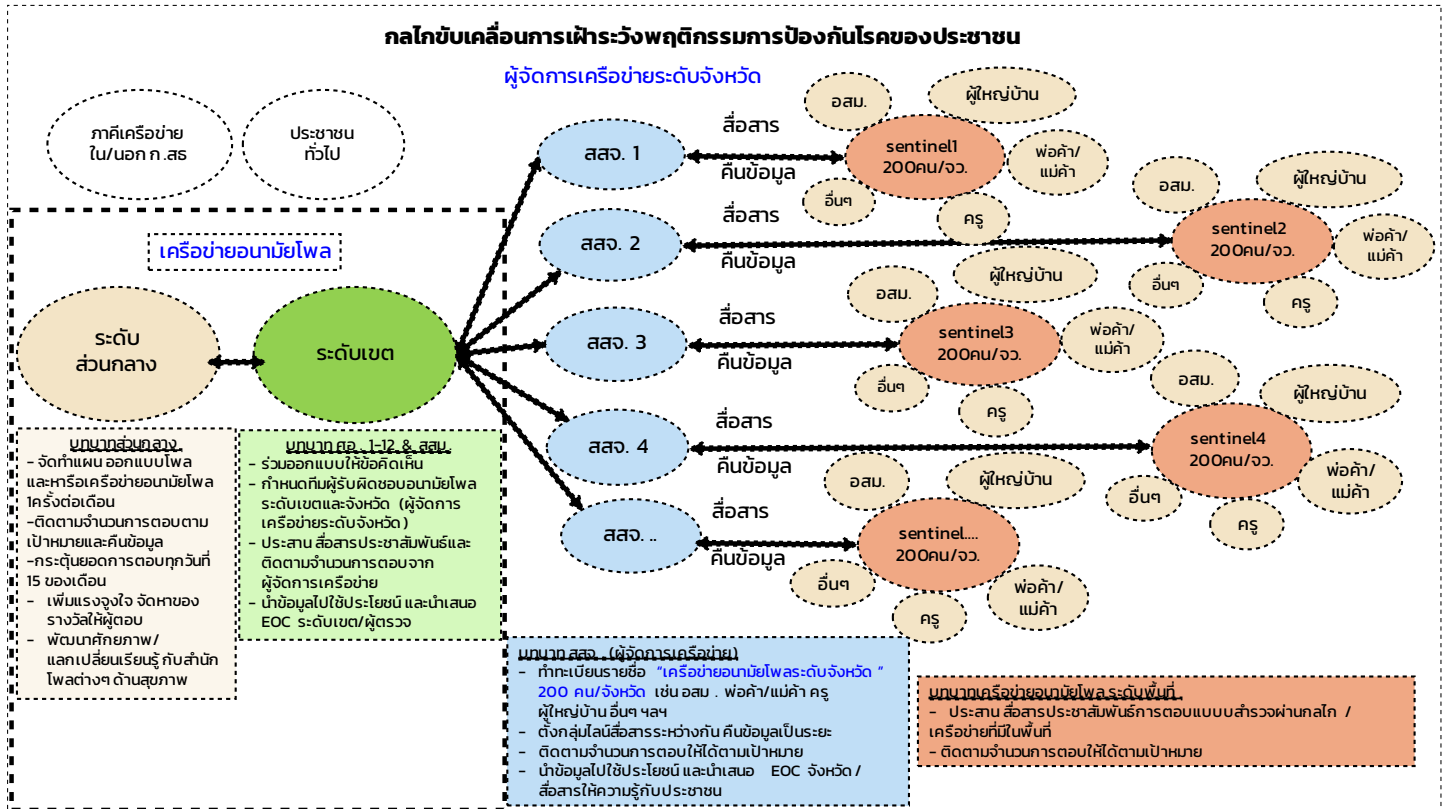 กลไกขับเคลื่อนการเฝ้าระวังพฤติกรรมการป้องกันโรคของประชาชน
ผู้จัดการเครือข่ายระดับจังหวัด
ภาคีเครือข่าย
ใน/นอก ก.สธ
ประชาชน
ทั่วไป
เครือข่ายอนามัยโพล
ระดับ
ส่วนกลาง
ระดับเขต
สสจ. 1
สื่อสาร
คืนข้อมูล
sentinel1
200คน/จว.
อสม.
ผู้ใหญ่บ้าน
พ่อค้า/
แม่ค้า
ครู
อื่นๆ
สสจ. 2
สื่อสาร
คืนข้อมูล
sentinel2
200คน/จว.
อสม.
ผู้ใหญ่บ้าน
พ่อค้า/
แม่ค้า
ครู
อื่นๆ
สสจ. 3
สื่อสาร
คืนข้อมูล
sentinel3
200คน/จว.
อสม.
ผู้ใหญ่บ้าน
พ่อค้า/
แม่ค้า
ครู
อื่นๆ
สสจ. 4
สื่อสาร
คืนข้อมูล
sentinel4
200คน/จว.
อสม.
ผู้ใหญ่บ้าน
พ่อค้า/
แม่ค้า
ครู
อื่นๆ
สสจ. ..
สื่อสาร
คืนข้อมูล
sentinel....
200คน/จว.
อสม.
ผู้ใหญ่บ้าน
พ่อค้า/
แม่ค้า
ครู
อื่นๆ
บทบาทส่วนกลาง
- จัดทำแผน ออกแบบโพล
และหารือเครือข่ายอนามัยโพล
1ครั้งต่อเดือน
-ติดตามจำนวนการตอบตาม
เป้าหมายและคืนข้อมูล
-กระตุ้นยอดการตอบทุกวันที่
15 ของเดือน
- เพิ่มแรงจูงใจ จัดหาของ
รางวัลให้ผู้ตอบ
- พัฒนาศักยภาพ/
แลกเปลี่ยนเรียนรู้ กับสำนัก
โพลต่างๆ ด้านสุขภาพ
บทบาท ศอ. 1-12 & สสม.
- ร่วมออกแบบให้ข้อคิดเห็น
- กำหนดทีมผู้รับผิดชอบอนามัยโพล
ระดับเขตและจังหวัด (ผู้จัดการ
เครือข่ายระดับจังหวัด)
- ประสาน สื่อสารประชาสัมพันธ์และ
ติดตามจำนวนการตอบจาก
ผู้จัดการเครือข่าย
- นำข้อมูลไปใช้ประโยชน์ และนำเสนอ
EOC ระดับเขต/ผู้ตรวจ
บทบาท สสจ. (ผู้จัดการเครือข่าย)
- ทำทะเบียนรายชื่อ “เครือข่ายอนามัยโพลระดับจังหวัด ”
200 คน/จังหวัด เช่น อสม. พ่อค้า/แม่ค้า ครู
ผู้ใหญ่บ้าน อื่นๆ ฯลฯ
- ตั้งกลุ่มไลน์สื่อสารระหว่างกัน คืนข้อมูลเป็นระยะ
- ติดตามจำนวนการตอบให้ได้ตามเป้าหมาย
- นำข้อมูลไปใช้ประโยชน์ และนำเสนอ EOC จังหวัด /
สื่อสารให้ความรู้กับประชาชน
บทบาทเครือข่ายอนามัยโพล ระดับพื้นที่
- ประสาน สื่อสารประชาสัมพันธ์การตอบแบบบสำรวจผ่านกลไก /
เครือข่ายที่มีในพื้นที่
- ติดตามจำนวนการตอบให้ได้ตามเป้าหมาย